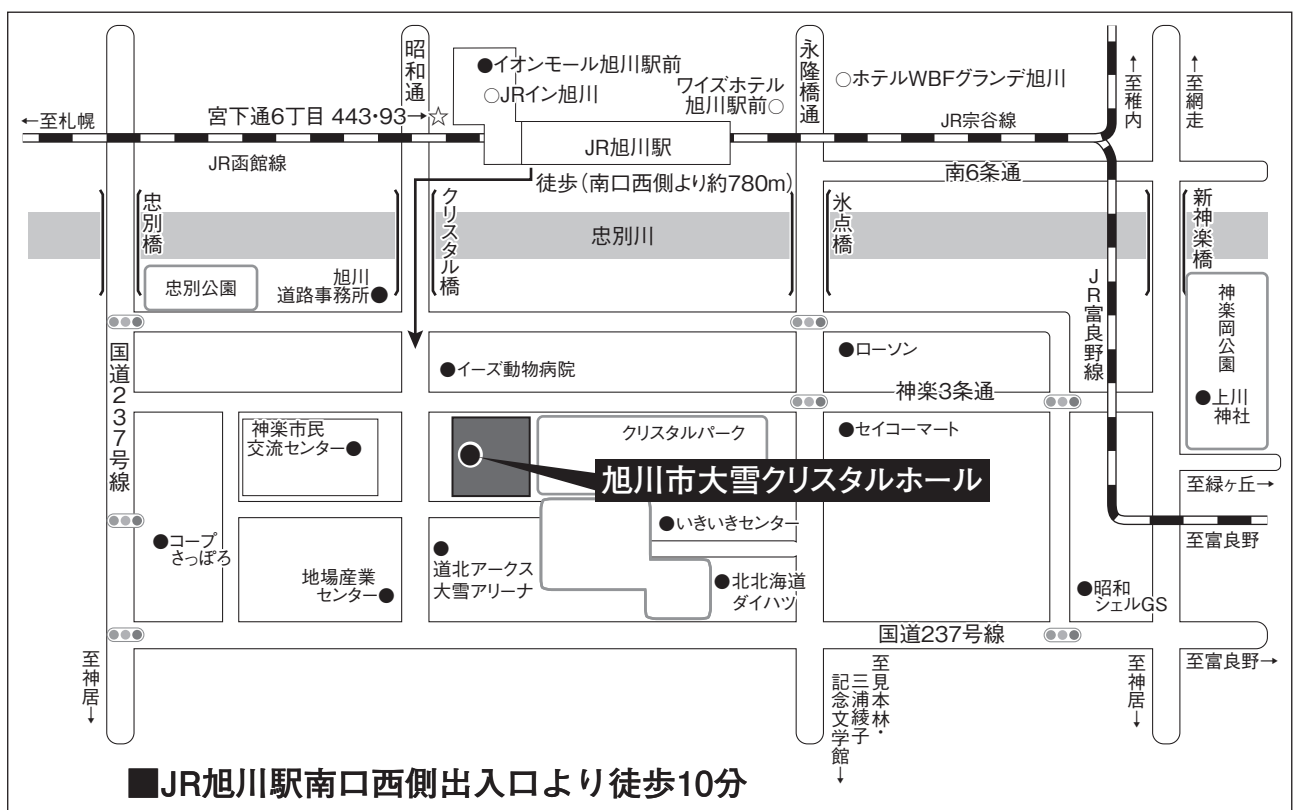 昭和通
●イオンモール旭川駅前
○JRイン旭川
ワイズホテル
旭川駅前○
永隆橋通
○ホテルWBFグランデ旭川
↑至稚内
↑至網走
←至札幌
宮下通6丁目 443・93→☆
JR函館線
JR旭川駅
JR宗谷線
徒歩(南口西側より約780m)
南6条通
忠別橋
クリスタル橋
忠別川
氷点橋
新神楽橋
忠別公園
旭川
道路事務所●
JR富良野線
神楽岡公園
国道237号線
●イーズ動物病院
●ローソン
神楽3条通
●上川
神社
神楽市民
交流センター●
クリスタルパーク
●セイコーマート
旭川市大雪クリスタルホール
至緑ヶ丘→
●コープ
さっぽろ
●いきいきセンター
至富良野
地場産業
センター●
●道北アークス
大雪アリーナ
●北北海道
ダイハツ
●昭和
シェルGS
国道237号線
至神居↓
至見本林・
三浦綾子
記念文学館↓
至神居↓
至富良野→
■JR旭川駅南口西側出入口より徒歩10分